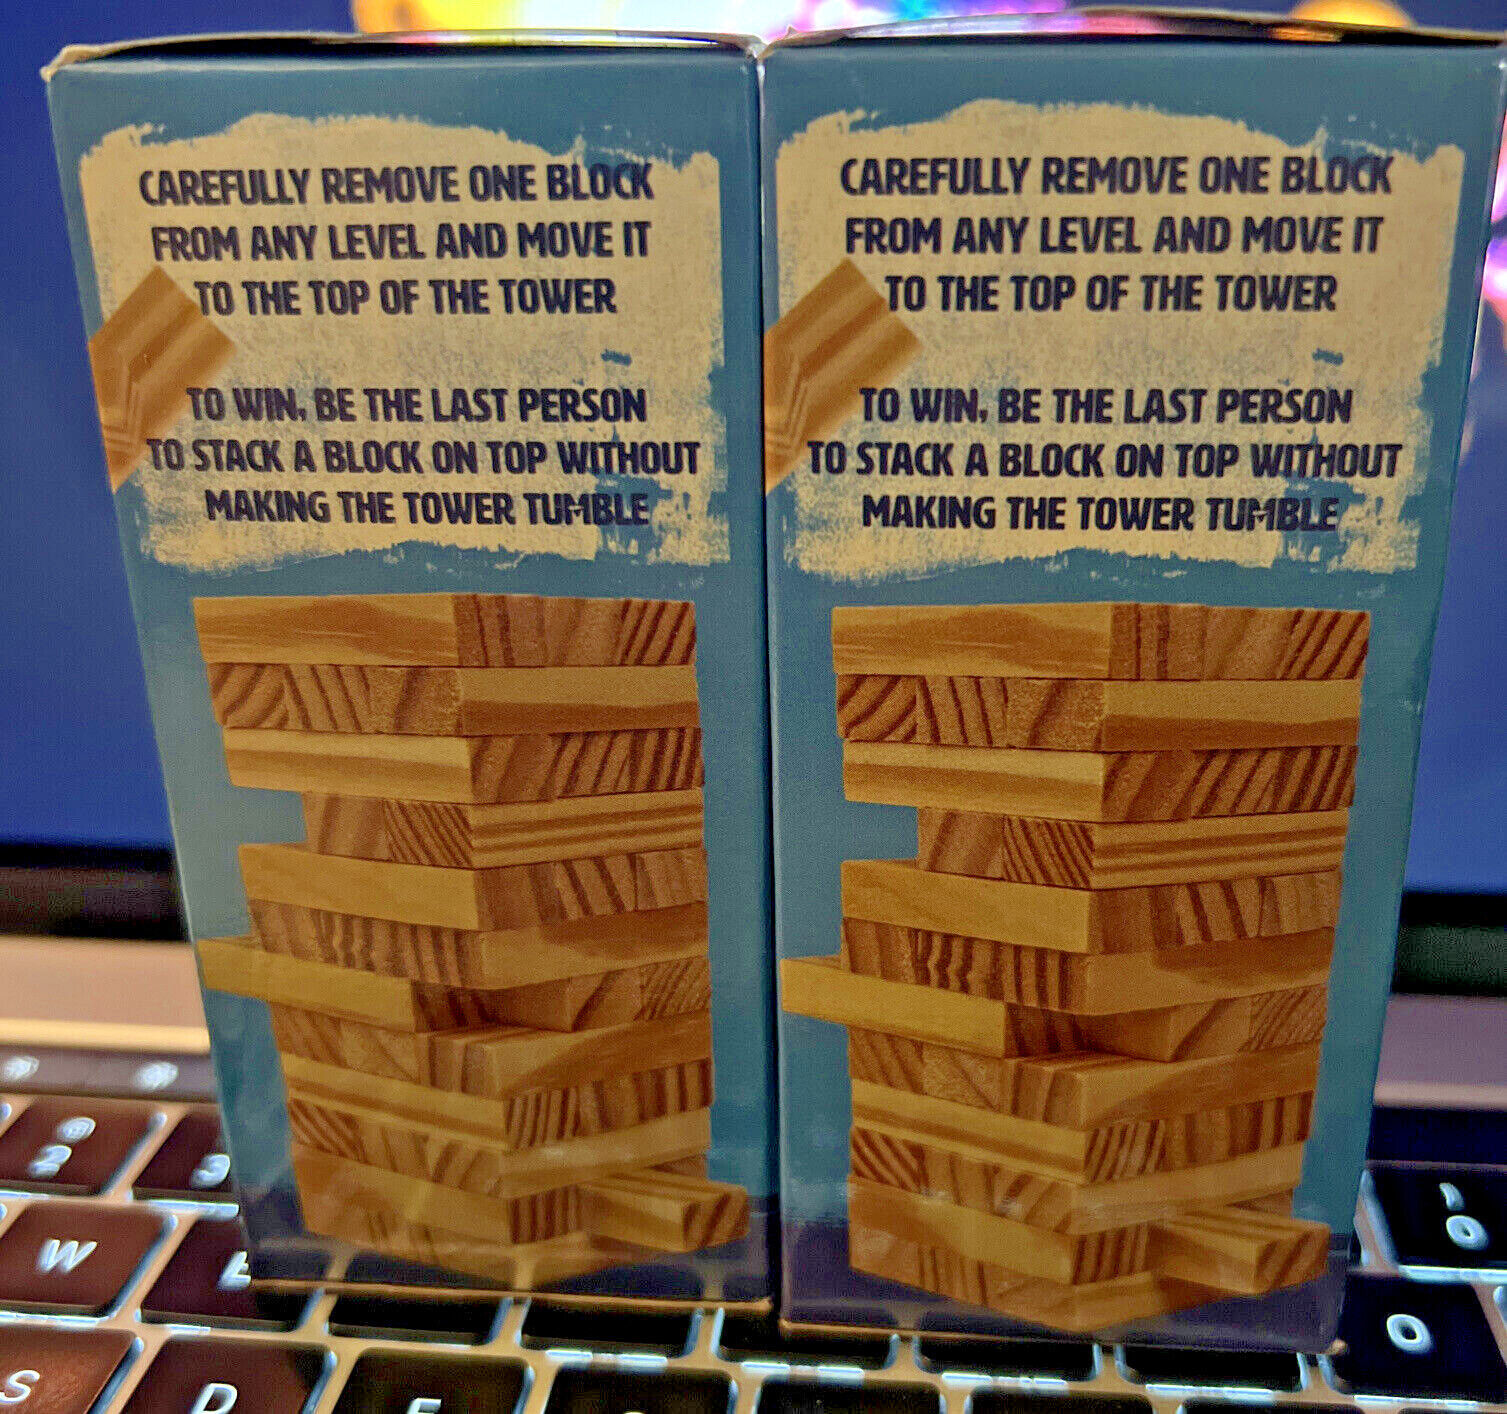 CAREFULLY REMOVE ONE BLOCK
FROM ANY LEVEL AND MOVE IT
TO THE TOP OF THE TOWER
TO WIN, BE THE LAST PERSON
TO STACK A BLOCK ON TOP WITHOUT
MAKING THE TOWER TUMBLE
CAREFULLY REMOVE ONE BLOCK
FROM ANY LEVEL AND MOVE IT
TO THE TOP OF THE TOWER
TO WIN, BE THE LAST PERSON
TO STACK A BLOCK ON TOP WITHOUT
MAKING THE TOWER TUMBLE
@
2 3
W E
O
S D